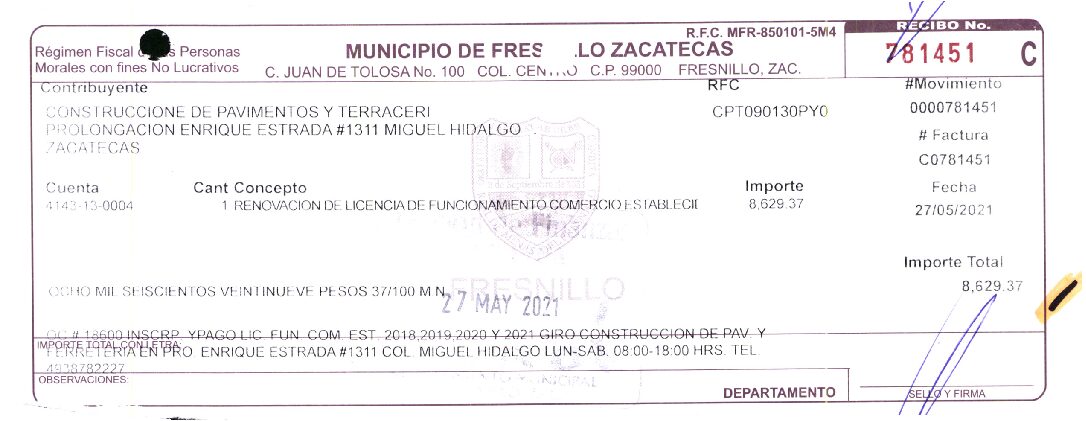 Régimen Fiscal Personas
Morales con fines No Lucrativos
MUNICIPIO DE FRES LLO ZACATECAS
R.F.C. MFR-850101-5M4
C. JUAN DE TOLOSA No. 100 COL. CENTRO C.P. 99000 FRESNILLO, ZAC.
RECIBO No.
781451 C
Contribuyente
RFC
#Movimiento
CONSTRUCCIONE DE PAVIMENTOS Y TERRACERI
CPT090130PY0
0000781451
PROLONGACION ENRIQUE ESTRADA #1311 MIGUEL HIDALGO
# Factura
ZACATECAS
C0781451
Cuenta
Cant Concepto
Importe
Fecha
4143-13-0004
1 RENOVACION DE LICENCIA DE FUNCIONAMIENTO COMERCIO ESTABLECID
8,629.37
27/05/2021
Importe Total
8,629.37
OCHO MIL SEISCIENTOS VEINTINUEVE PESOS 37/100 M.N.
FRESNILLO
27 MAY 2021
OC # 18600 INSCRP. YPAGO LIC. FUN. COM. EST. 2018,2019,2020 Y 2021 GIRO CONSTRUCCION DE PAV. Y
IMPORTE TOTAL CON LETRA:
FERRETERIA EN PRO. ENRIQUE ESTRADA #1311 COL. MIGUEL HIDALGO LUN-SAB. 08:00-18:00 HRS. TEL.
4938782227
OBSERVACIONES:
DEPARTAMENTO
SELLO Y FIRMA